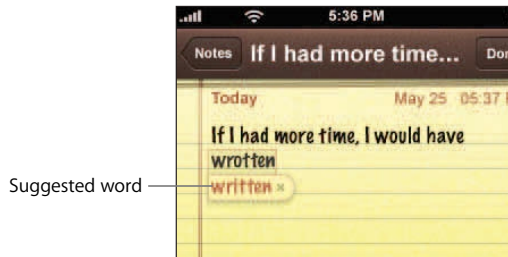 5:36 PM
Notes If I had more time... Don
Today May 25 05:37 P
If I had more time, I would have
wrotten
Suggested word written ×